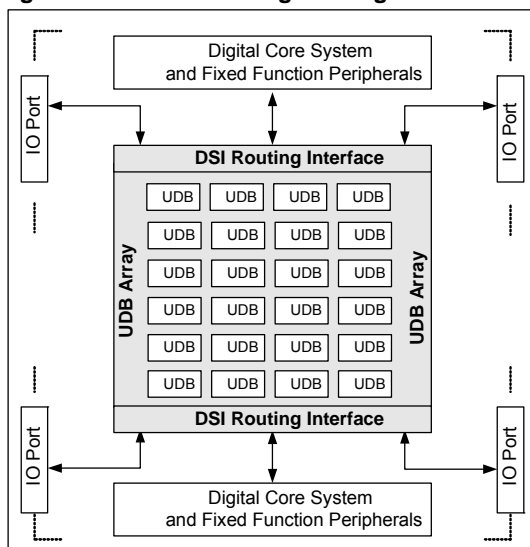 Digital Core System
and Fixed Function Peripherals
IO Port
IO Port
DSI Routing Interface
UDB Array
UDB UDB UDB UDB
UDB UDB UDB UDB
UDB UDB UDB UDB
UDB UDB UDB UDB
UDB UDB UDB UDB
UDB UDB UDB UDB
UDB Array
DSI Routing Interface
IO Port
IO Port
Digital Core System
and Fixed Function Peripherals